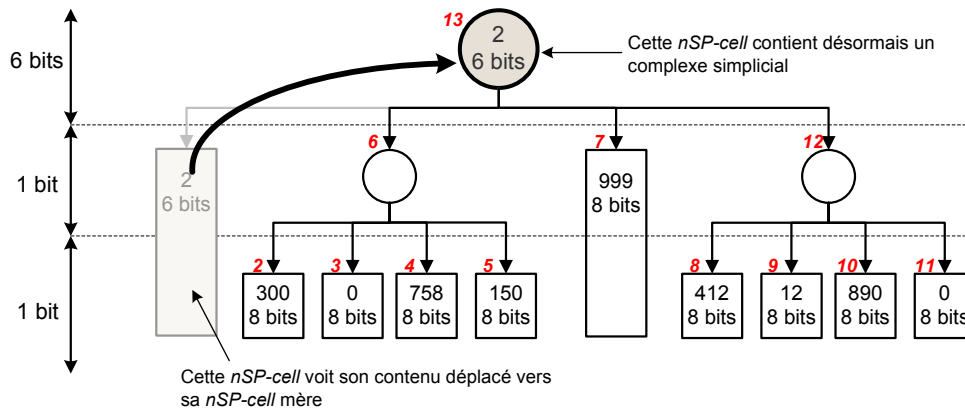 13
2
6 bits
Cette nSP-cell contient désormais un
complexe simplicial
6 bits
6
7
12
1 bit
2
6 bits
999
8 bits
2
3
4
5
8
9
10
11
1 bit
300
8 bits
0
8 bits
758
8 bits
150
8 bits
412
8 bits
12
8 bits
890
8 bits
0
8 bits
Cette nSP-cell voit son contenu déplacé vers
sa nSP-cell mère